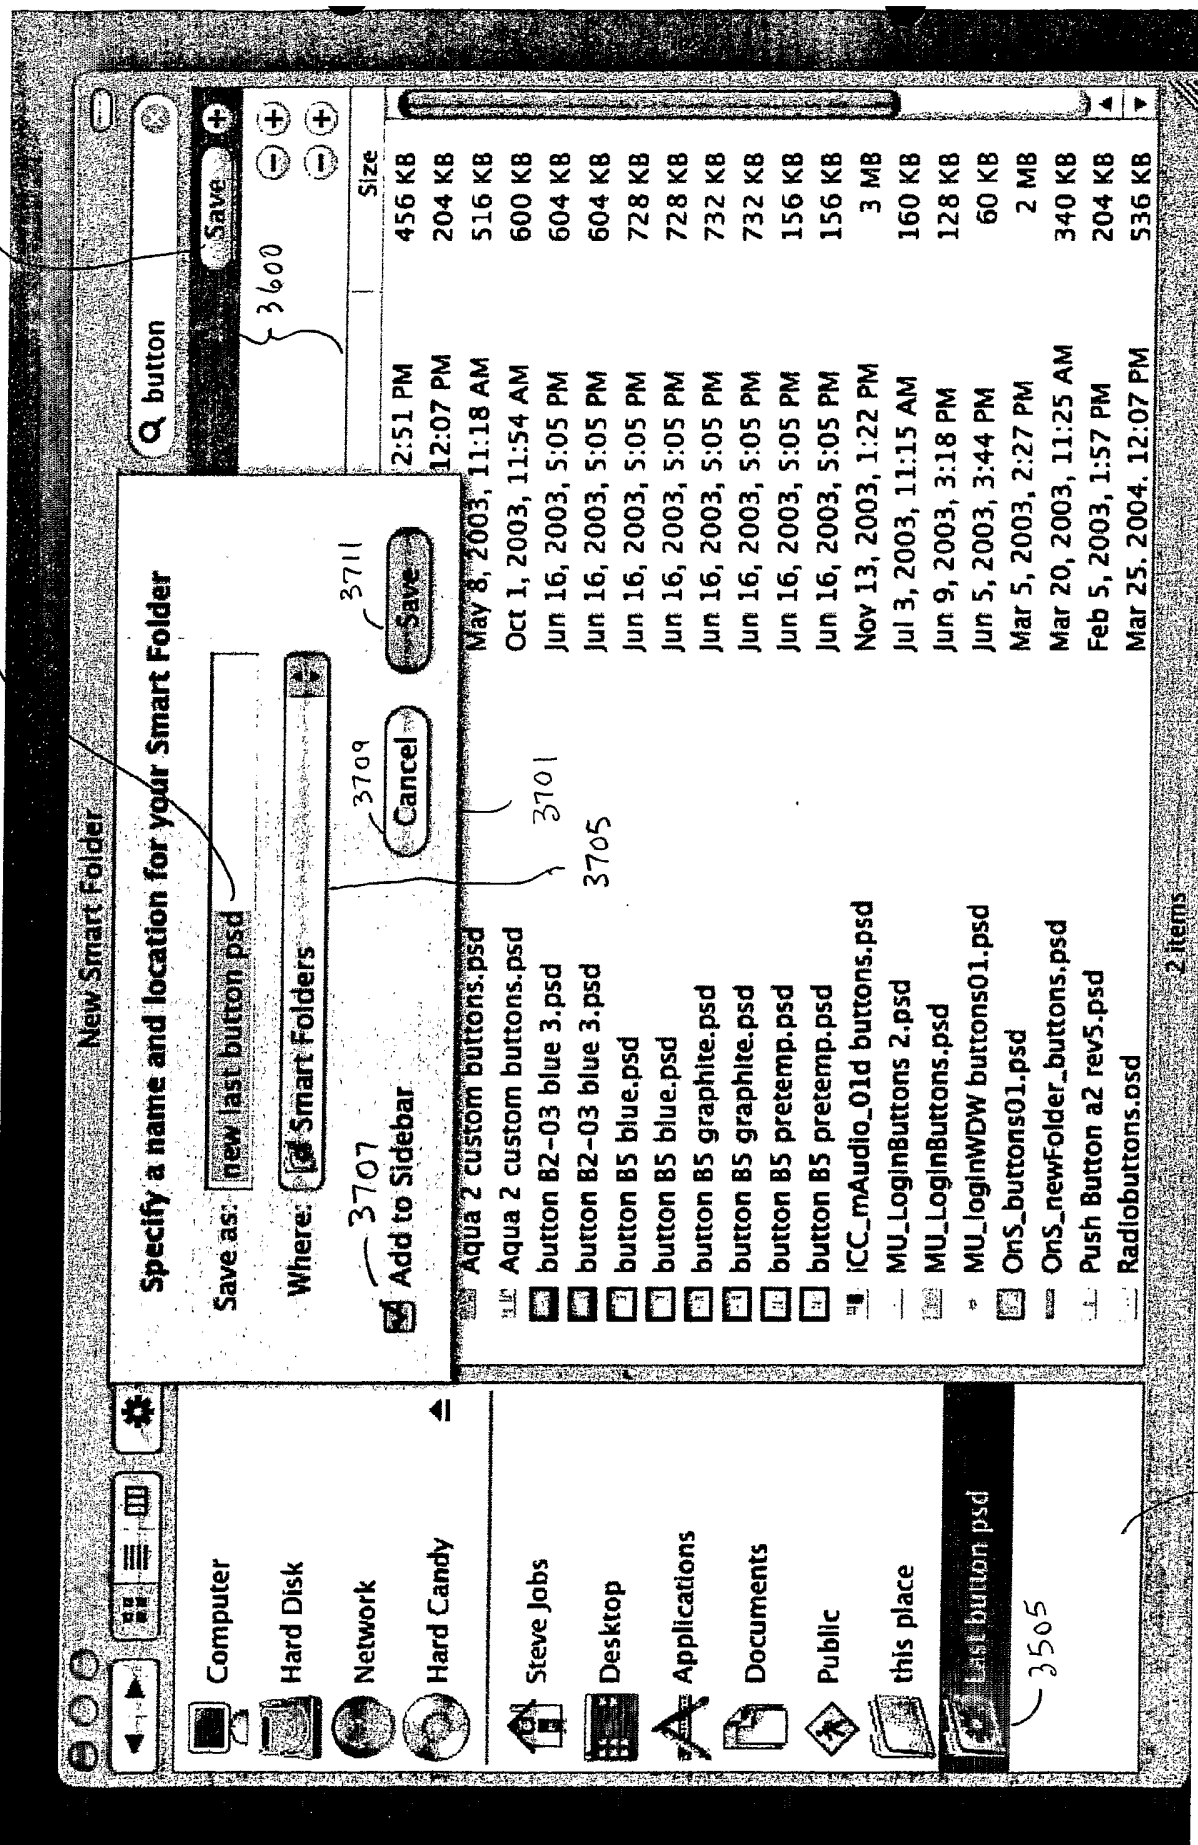 New Smart Folder
button
Specify a name and location for your Smart Folder
Save as: new last button psd
Where: Smart Folders
3707
Add to Sidebar
3709
Cancel
3711
Save
Save
3600
Size
3701
3705
Computer
Hard Disk
Network
Hard Candy
Steve Jobs
Desktop
Applications
Documents
Public
this place
Last button psd
3505
2:51 PM 456 KB
12:07 PM 204 KB
Aqua 2 custom buttons.psd May 8, 2003, 11:18 AM 516 KB
Aqua 2 custom buttons.psd Oct 1, 2003, 11:54 AM 600 KB
button B2-03 blue 3.psd Jun 16, 2003, 5:05 PM 604 KB
button B2-03 blue 3.psd Jun 16, 2003, 5:05 PM 604 KB
button B5 blue.psd Jun 16, 2003, 5:05 PM 728 KB
button B5 blue.psd Jun 16, 2003, 5:05 PM 728 KB
button B5 graphite.psd Jun 16, 2003, 5:05 PM 732 KB
button B5 graphite.psd Jun 16, 2003, 5:05 PM 732 KB
button B5 pretemp.psd Jun 16, 2003, 5:05 PM 156 KB
button B5 pretemp.psd Jun 16, 2003, 5:05 PM 156 KB
iCC_mAudio_01d buttons.psd Nov 13, 2003, 1:22 PM 3 MB
MU_LoginButtons 2.psd Jul 3, 2003, 11:15 AM 160 KB
MU_LoginButtons.psd Jun 9, 2003, 3:18 PM 128 KB
MU_loginWDW buttons01.psd Jun 5, 2003, 3:44 PM 60 KB
OnS_buttons01.psd Mar 5, 2003, 2:27 PM 2 MB
OnS_newFolder_buttons.psd Mar 20, 2003, 11:25 AM 340 KB
Push Button a2 rev5.psd Feb 5, 2003, 1:57 PM 204 KB
Radiobuttons.psd Mar 25, 2004, 12:07 PM 536 KB
2 items